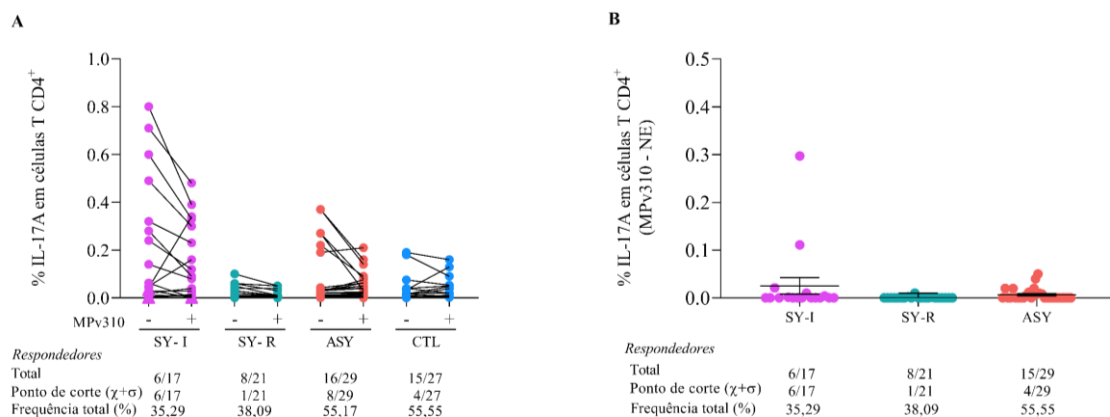 A
% IL-17A em células T CD4+
1.0
0.8
0.6
0.4
0.2
0.0
MPv310 - + - + - + - +
SY- I SY- R ASY CTL
Respondedores
Total 6/17 8/21 16/29 15/27
Ponto de corte (χ+σ) 6/17 1/21 8/29 4/27
Frequência total (%) 35,29 38,09 55,17 55,55
B
% IL-17A em células T CD4+
(MPv310 - NE)
0.5
0.4
0.3
0.2
0.1
0.0
SY-I SY-R ASY
Respondedores
Total 6/17 8/21 15/29
Ponto de corte (χ+σ) 6/17 1/21 4/29
Frequência total (%) 35,29 38,09 55,55